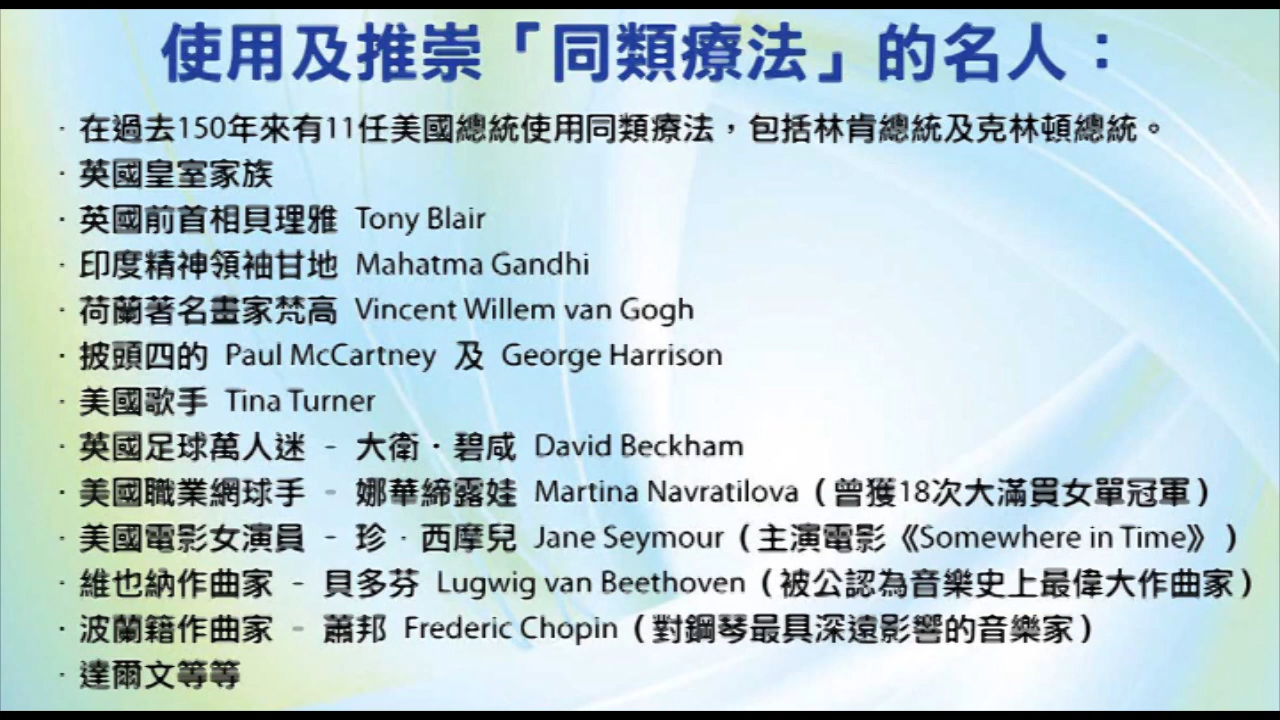 使用及推崇「同類療法」的名人：
· 在過去150年來有11任美國總統使用同類療法，包括林肯總統及克林頓總統。
· 英國皇室家族
· 英國前首相貝理雅 Tony Blair
· 印度精神領袖甘地 Mahatma Gandhi
· 荷蘭著名畫家梵高 Vincent Willem van Gogh
· 披頭四的 Paul McCartney 及 George Harrison
· 美國歌手 Tina Turner
· 英國足球萬人迷 – 大衛・碧咸 David Beckham
· 美國職業網球手 – 娜華締露娃 Martina Navratilova（曾獲18次大滿貫女單冠軍）
· 美國電影女演員 – 珍・西摩兒 Jane Seymour（主演電影《Somewhere in Time》）
· 維也納作曲家 – 貝多芬 Lugwig van Beethoven（被公認為音樂史上最偉大作曲家）
· 波蘭籍作曲家 – 蕭邦 Frederic Chopin（對鋼琴最具深遠影響的音樂家）
· 達爾文等等